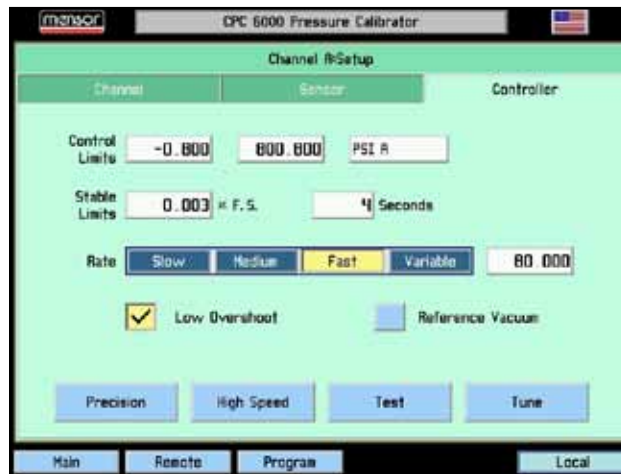 mensor CPC 6000 Pressure Calibrator
Channel A:Setup
Channel Sensor Controller
Control Limits -0.800 800.800 PSI A
Stable Limits 0.003 % F.S. 4 Seconds
Rate Slow Medium Fast Variable 80.000
Low Overshoot Reference Vacuum
Precision High Speed Test Tune
Main Remote Program Local